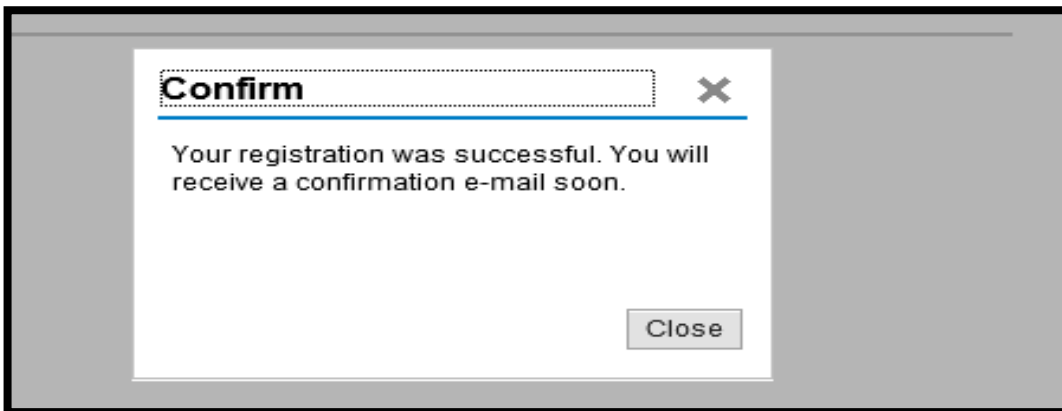 Confirm
Your registration was successful. You will
receive a confirmation e-mail soon.
Close